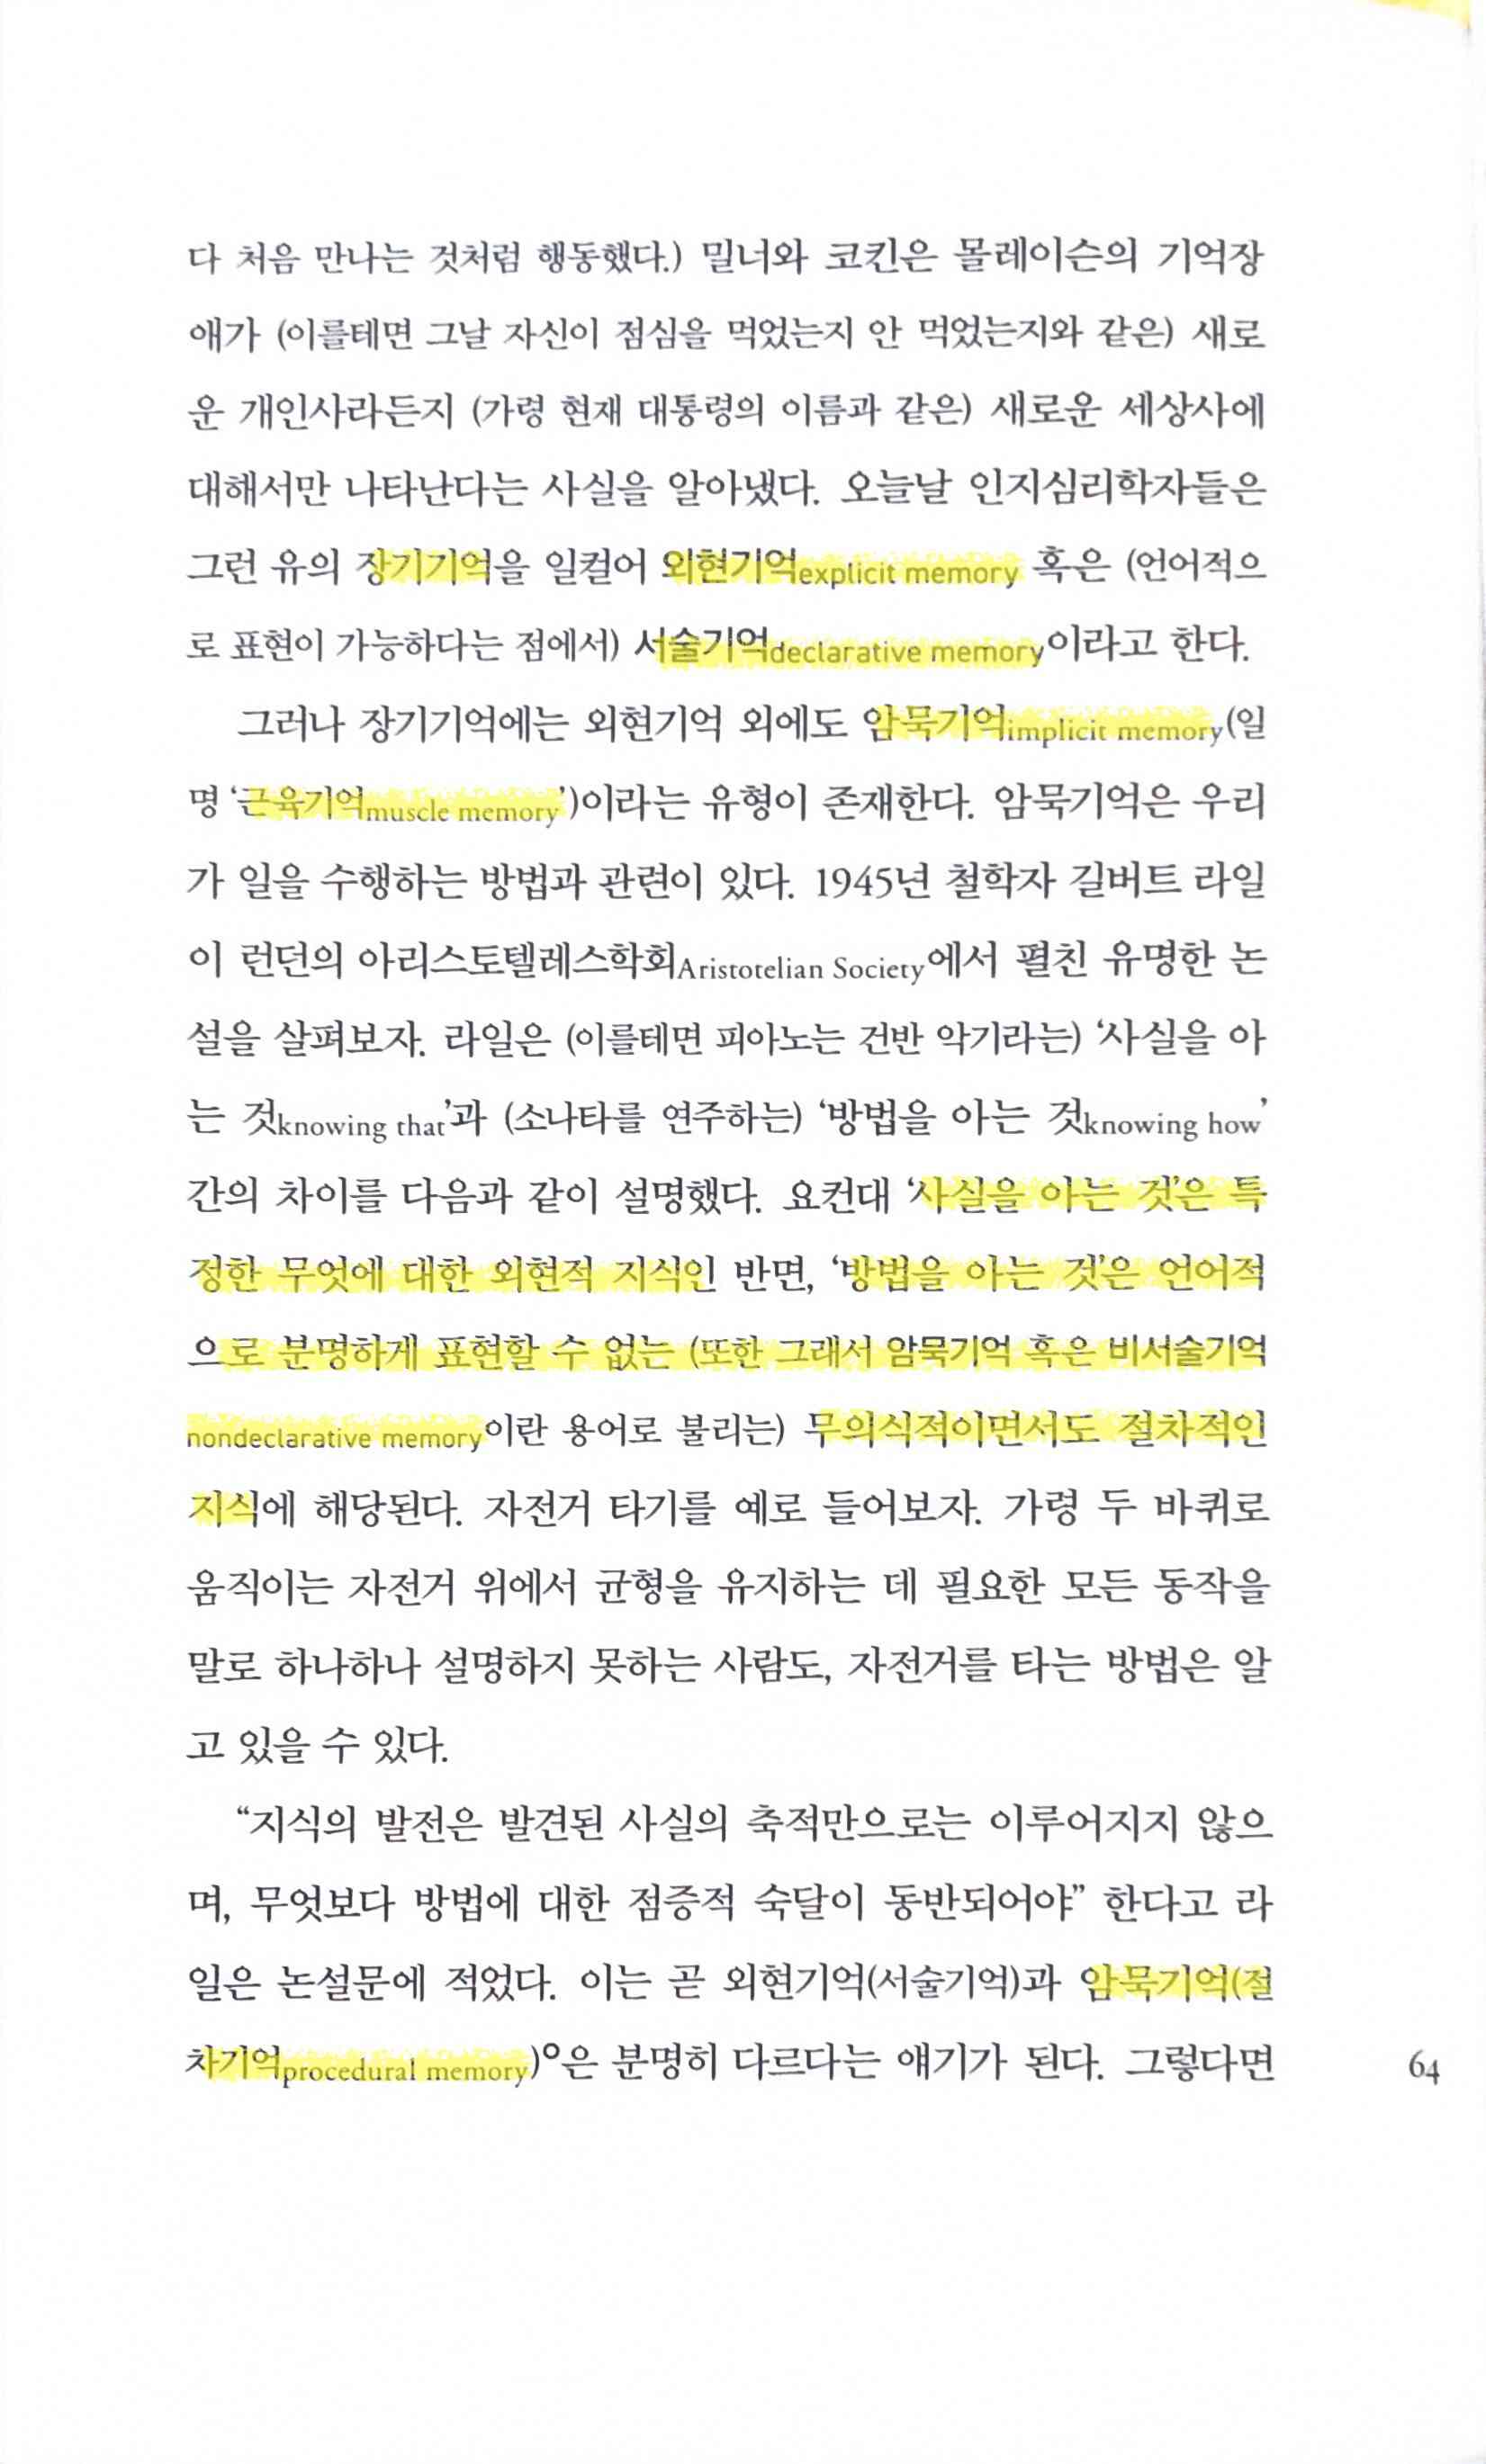 다 처음 만나는 것처럼 행동했다.) 밀너와 코킨은 몰레이슨의 기억장
애가 (이를테면 그날 자신이 점심을 먹었는지 안 먹었는지와 같은) 새로
운 개인사라든지 (가령 현재 대통령의 이름과 같은) 새로운 세상사에
대해서만 나타난다는 사실을 알아냈다. 오늘날 인지심리학자들은
그런 유의 장기기억을 일컬어 외현기억explicit memory 혹은 (언어적으
로 표현이 가능하다는 점에서) 서술기억declarative memory이라고 한다.
그러나 장기기억에는 외현기억 외에도 암묵기억implicit memory(일
명 ‘근육기억muscle memory’)이라는 유형이 존재한다. 암묵기억은 우리
가 일을 수행하는 방법과 관련이 있다. 1945년 철학자 길버트 라일
이 런던의 아리스토텔레스학회Aristotelian Society에서 펼친 유명한 논
설을 살펴보자. 라일은 (이를테면 피아노는 건반 악기라는) ‘사실을 아
는 것knowing that’과 (소나타를 연주하는) ‘방법을 아는 것knowing how’
간의 차이를 다음과 같이 설명했다. 요컨대 ‘사실을 아는 것’은 특
정한 무엇에 대한 외현적 지식인 반면, ‘방법을 아는 것’은 언어적
으로 분명하게 표현할 수 없는 (또한 그래서 암묵기억 혹은 비서술기억
nondeclarative memory이란 용어로 불리는) 무의식적이면서도 절차적인
지식에 해당된다. 자전거 타기를 예로 들어보자. 가령 두 바퀴로
움직이는 자전거 위에서 균형을 유지하는 데 필요한 모든 동작을
말로 하나하나 설명하지 못하는 사람도, 자전거를 타는 방법은 알
고 있을 수 있다.
“지식의 발전은 발견된 사실의 축적만으로는 이루어지지 않으
며, 무엇보다 방법에 대한 점증적 숙달이 동반되어야” 한다고 라
일은 논설문에 적었다. 이는 곧 외현기억(서술기억)과 암묵기억(절
차기억procedural memory)°은 분명히 다르다는 얘기가 된다. 그렇다면
64